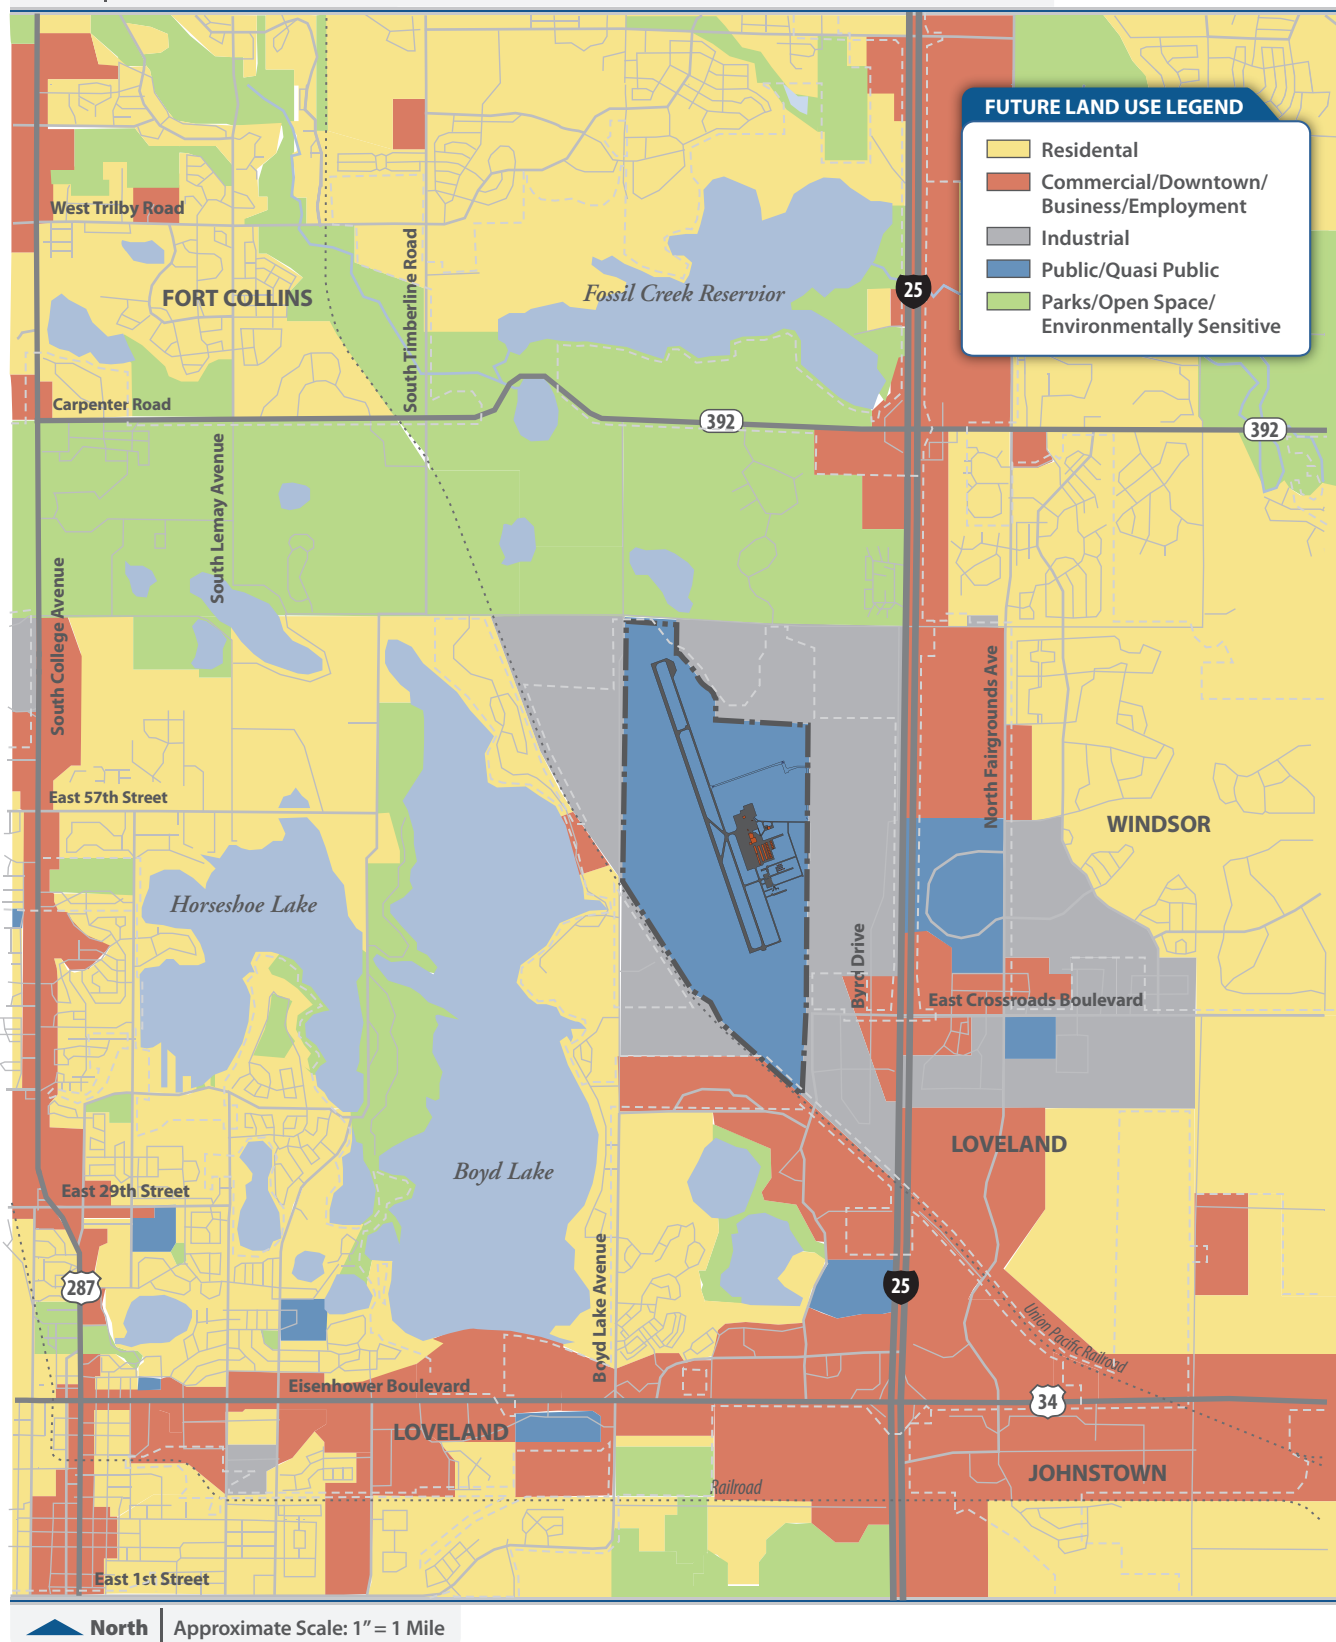 FUTURE LAND USE LEGEND
Residental
Commercial/Downtown/
Business/Employment
Industrial
Public/Quasi Public
Parks/Open Space/
Environmentally Sensitive
West Trilby Road
FORT COLLINS
South Timberline Road
Fossil Creek Reservior
25
Carpenter Road
392
392
South Lemay Avenue
South College Avenue
North Fairgrounds Ave
East 57th Street
WINDSOR
Horseshoe Lake
Byrd Drive
East Crossroads Boulevard
LOVELAND
Boyd Lake
East 29th Street
Boyd Lake Avenue
287
25
Union Pacific Railroad
Eisenhower Boulevard
34
LOVELAND
JOHNSTOWN
Railroad
East 1st Street
North
Approximate Scale: 1” = 1 Mile